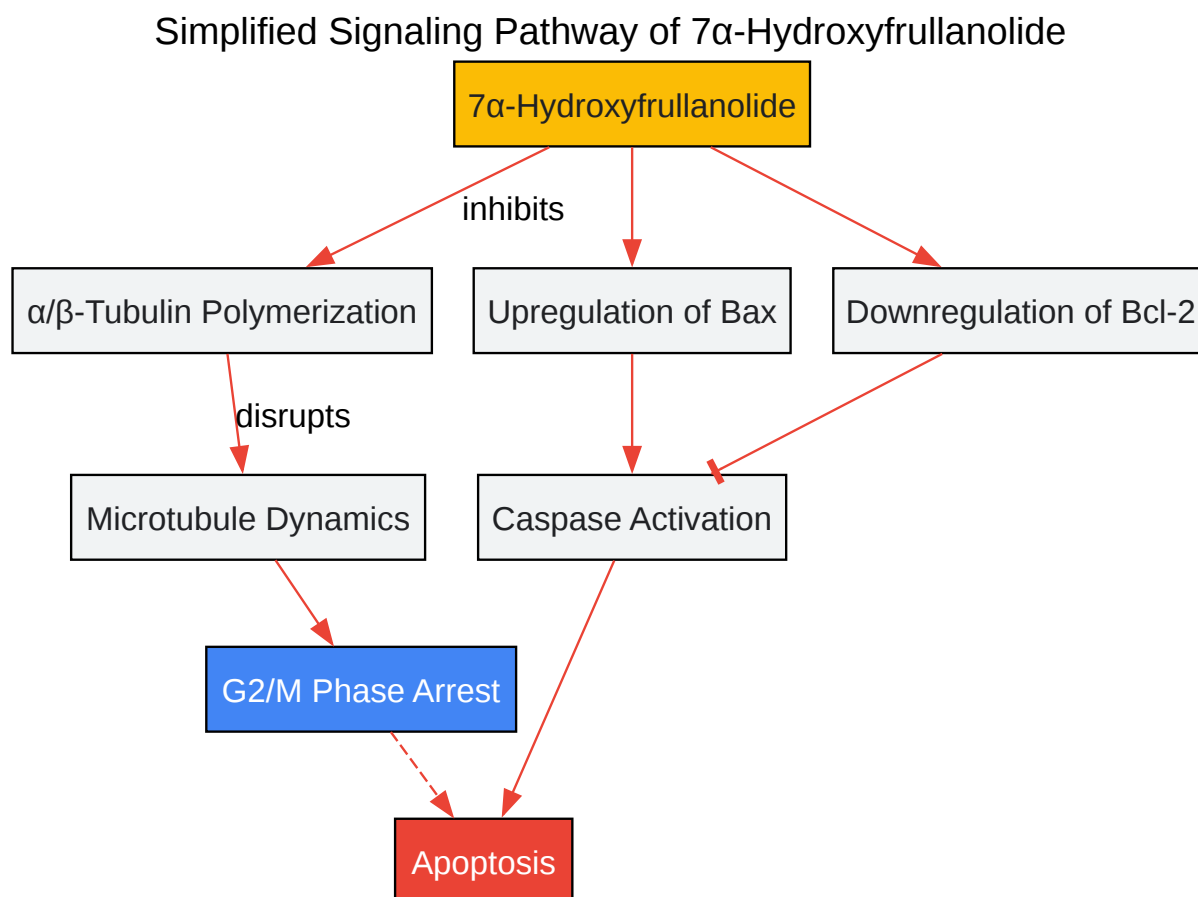 Simplified Signaling Pathway of 7α-Hydroxyfrullanolide
7α-Hydroxyfrullanolide
inhibits
α/β-Tubulin Polymerization
Upregulation of Bax
Downregulation of Bcl-2
disrupts
Microtubule Dynamics
Caspase Activation
G2/M Phase Arrest
Apoptosis